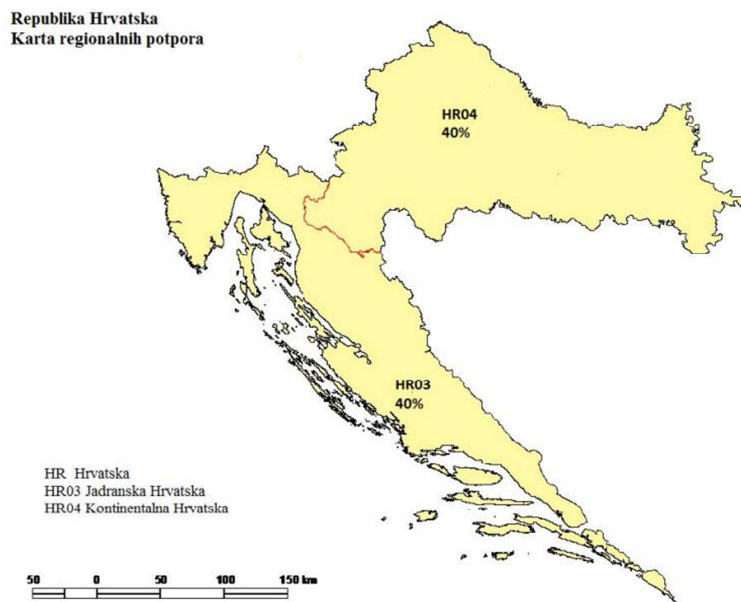 Republika Hrvatska
Karta regionalnih potpora
HR04
40%
HR03
40%
HR Hrvatska
HR03 Jadranska Hrvatska
HR04 Kontinentalna Hrvatska
50 0 50 100 150 km